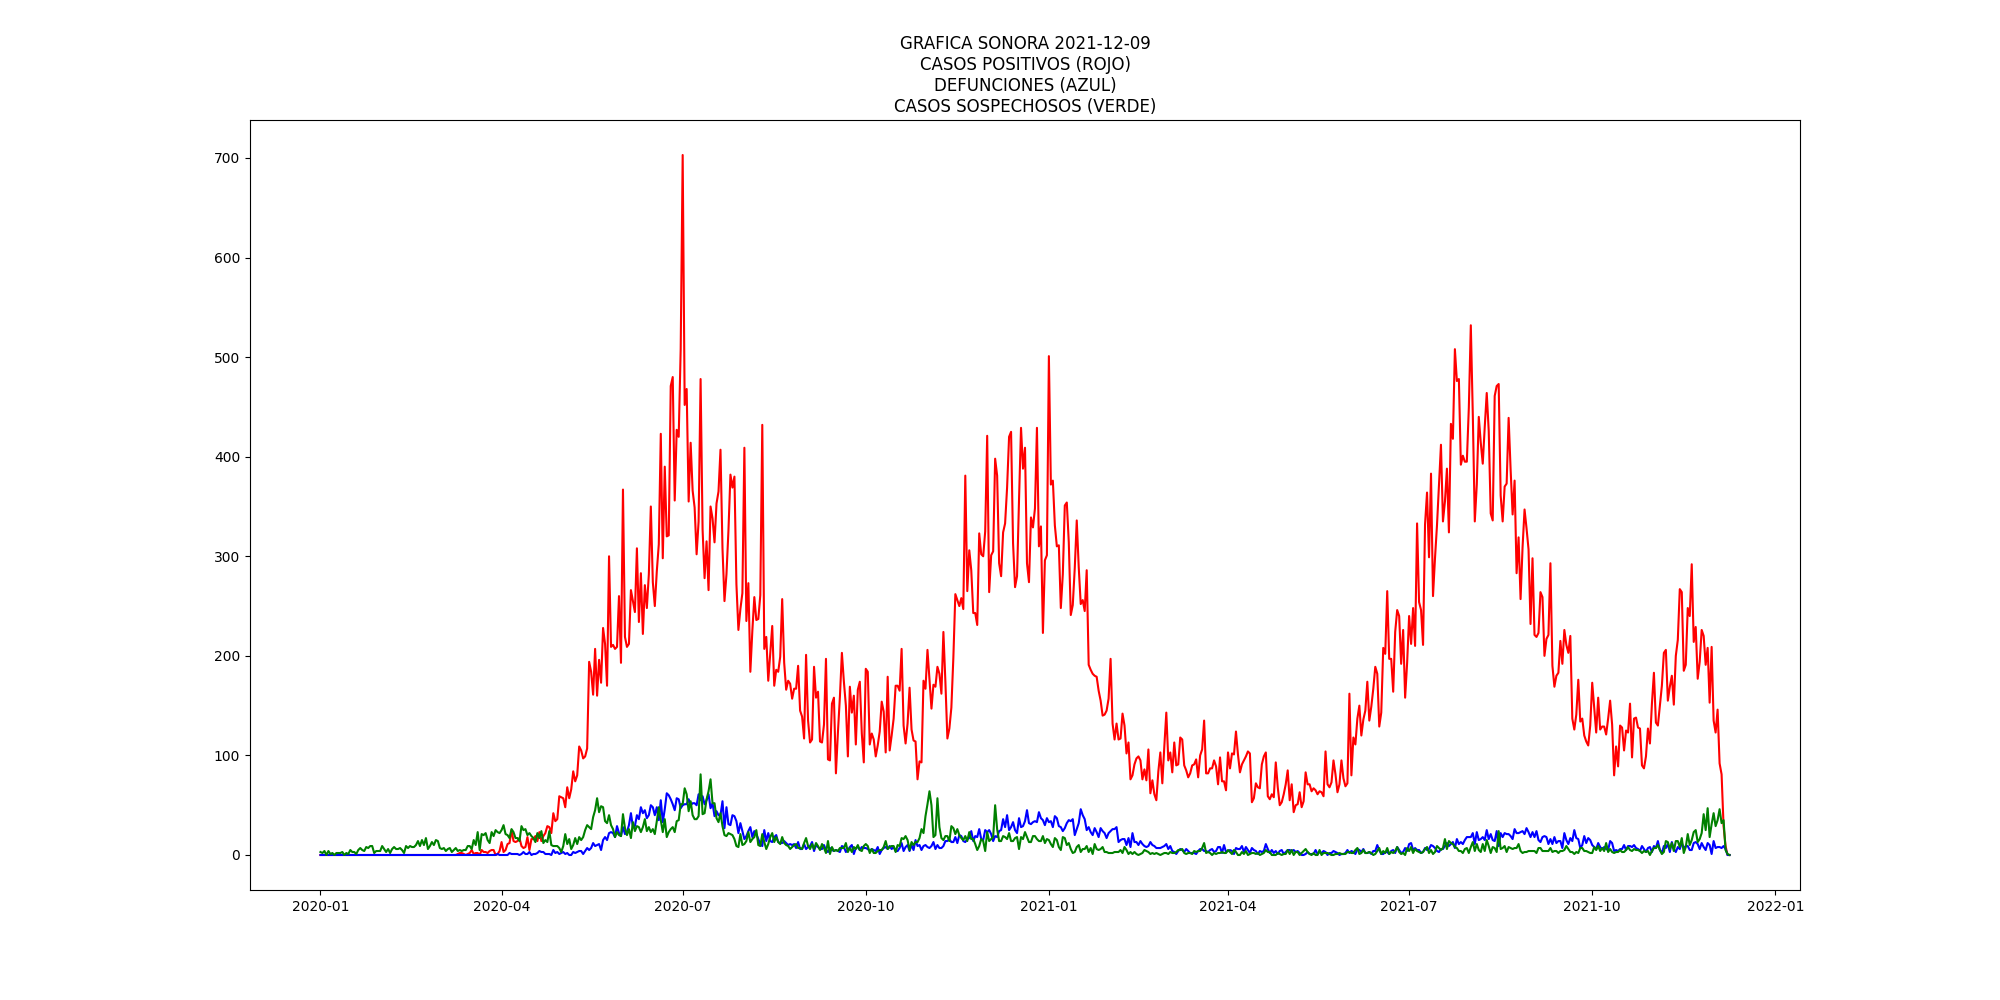 GRAFICA SONORA 2021-12-09
CASOS POSITIVOS (ROJO)
DEFUNCIONES (AZUL)
CASOS SOSPECHOSOS (VERDE)
700
600
500
400
300
200
100
0
2020-01 2020-04 2020-07 2020-10 2021-01 2021-04 2021-07 2021-10 2022-01